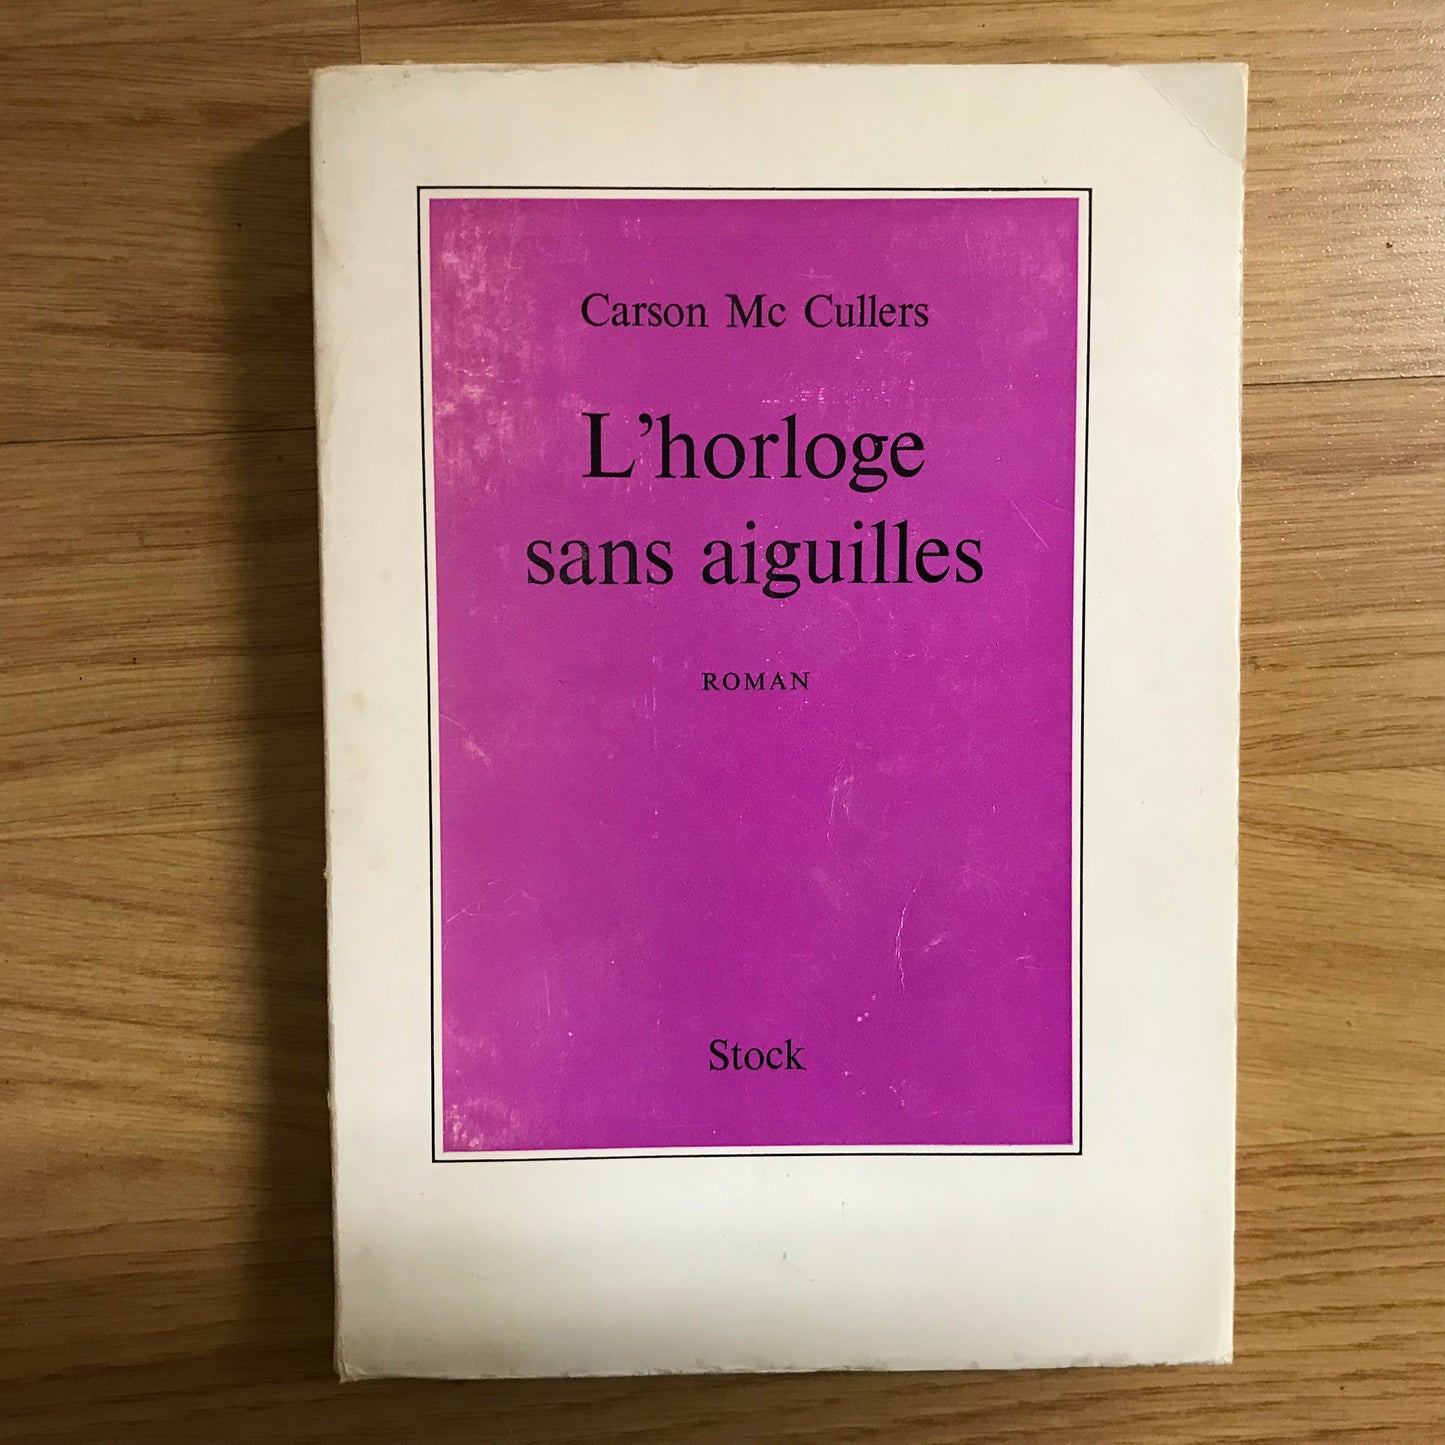 Carson Mc Cullers
L'horloge
sans aiguilles
ROMAN
Stock